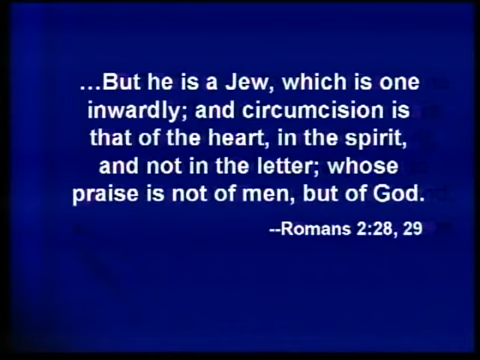 …But he is a Jew, which is one
inwardly; and circumcision is
that of the heart, in the spirit,
and not in the letter; whose
praise is not of men, but of God.
--Romans 2:28, 29